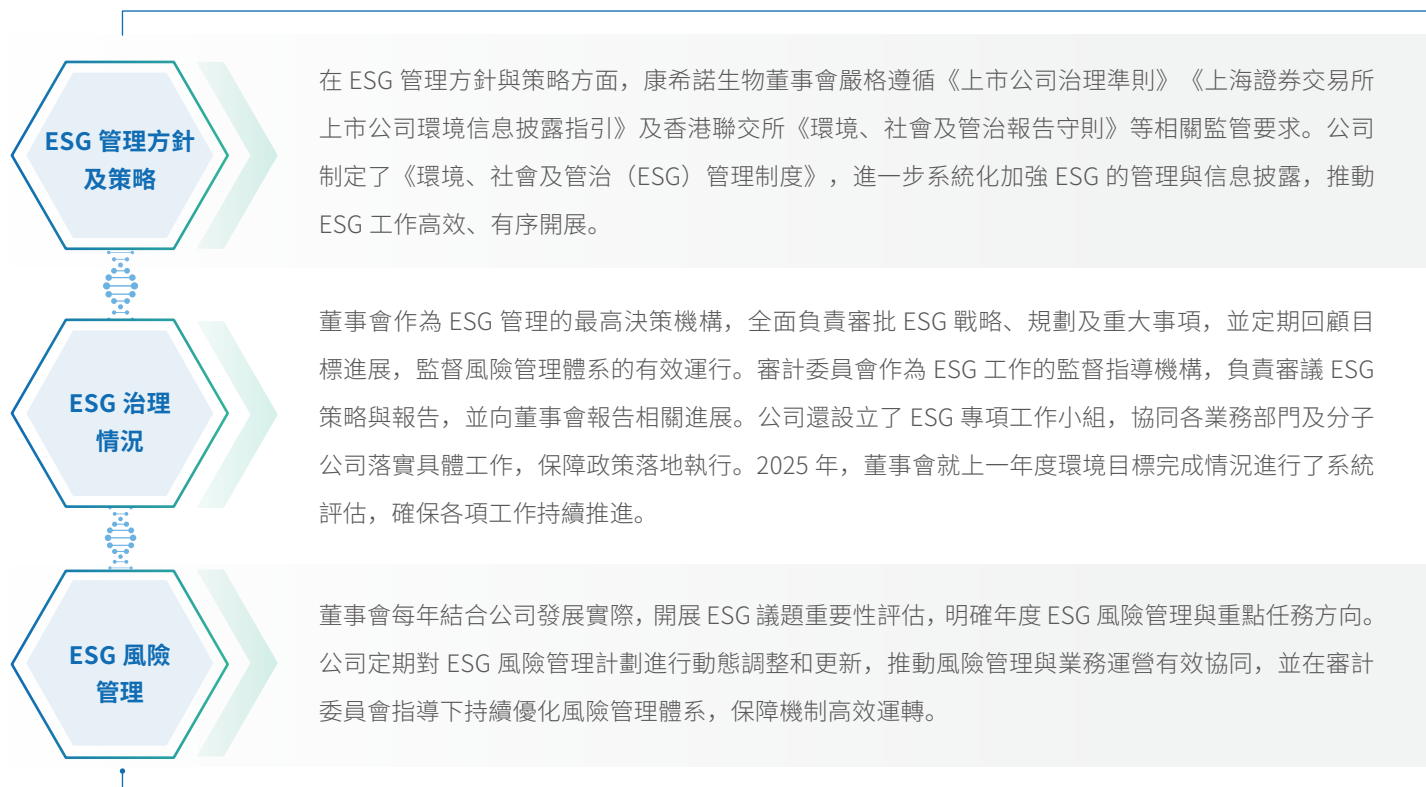 ESG 管理方針
及策略
在 ESG 管理方針與策略方面，康希諾生物董事會嚴格遵循《上市公司治理準則》《上海證券交易所
上市公司環境信息披露指引》及香港聯交所《環境、社會及管治報告守則》等相關監管要求。公司
制定了《環境、社會及管治（ESG）管理制度》，進一步系統化加強 ESG 的管理與信息披露，推動
ESG 工作高效、有序開展。
ESG 治理
情況
董事會作為 ESG 管理的最高決策機構，全面負責審批 ESG 戰略、規劃及重大事項，並定期回顧目
標進展，監督風險管理體系的有效運行。審計委員會作為 ESG 工作的監督指導機構，負責審議 ESG
策略與報告，並向董事會報告相關進展。公司還設立了 ESG 專項工作小組，協同各業務部門及分子
公司落實具體工作，保障政策落地執行。2025 年，董事會就上一年度環境目標完成情況進行了系統
評估，確保各項工作持續推進。
ESG 風險
管理
董事會每年結合公司發展實際，開展 ESG 議題重要性評估，明確年度 ESG 風險管理與重點任務方向。
公司定期對 ESG 風險管理計劃進行動態調整和更新，推動風險管理與業務運營有效協同，並在審計
委員會指導下持續優化風險管理體系，保障機制高效運轉。